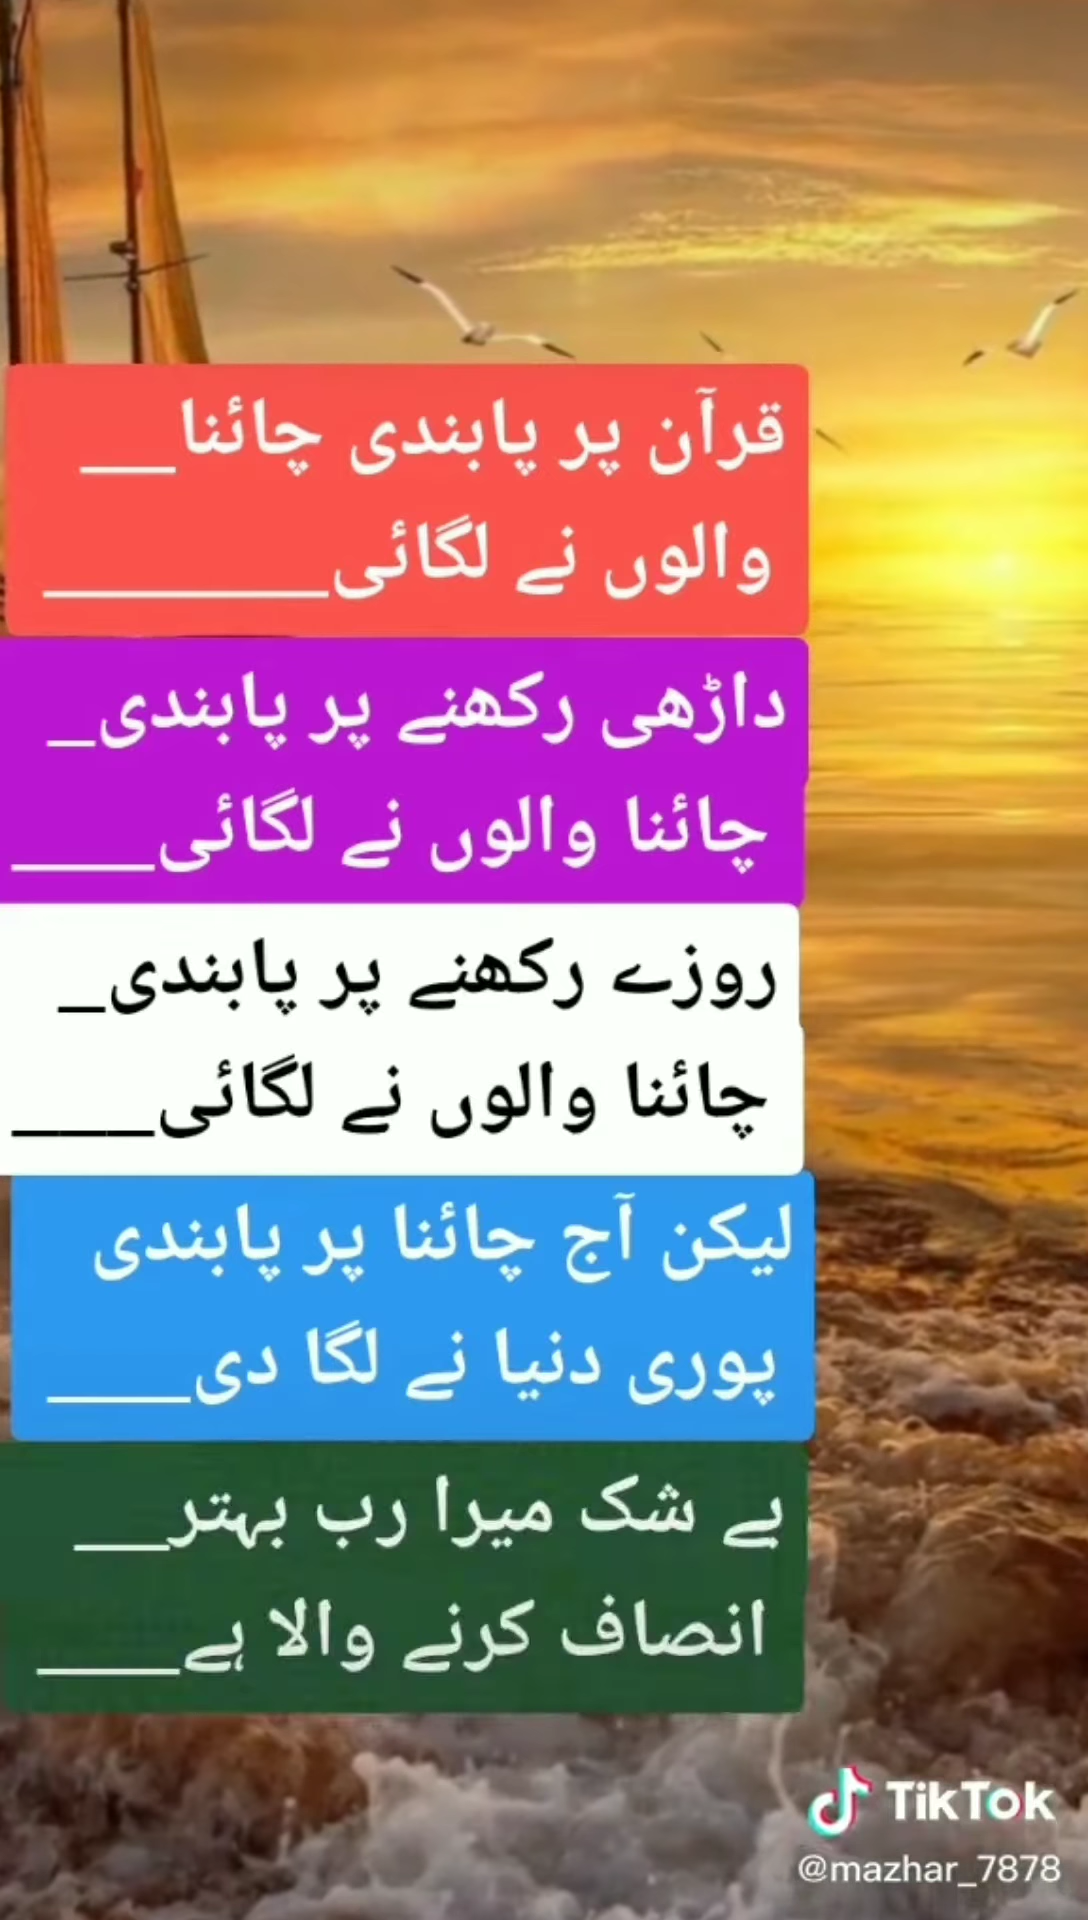 قرآن پر پابندی چائنا__
والوں نے لگائی______
داڑھی رکھنے پر پابندی_
چائنا والوں نے لگائی___
روزے رکھنے پر پابندی_
چائنا والوں نے لگائی___
لیکن آج چائنا پر پابندی
پوری دنیا نے لگا دی___
بے شک میرا رب بہتر__
انصاف کرنے والا ہے___
TikTok
@mazhar_7878